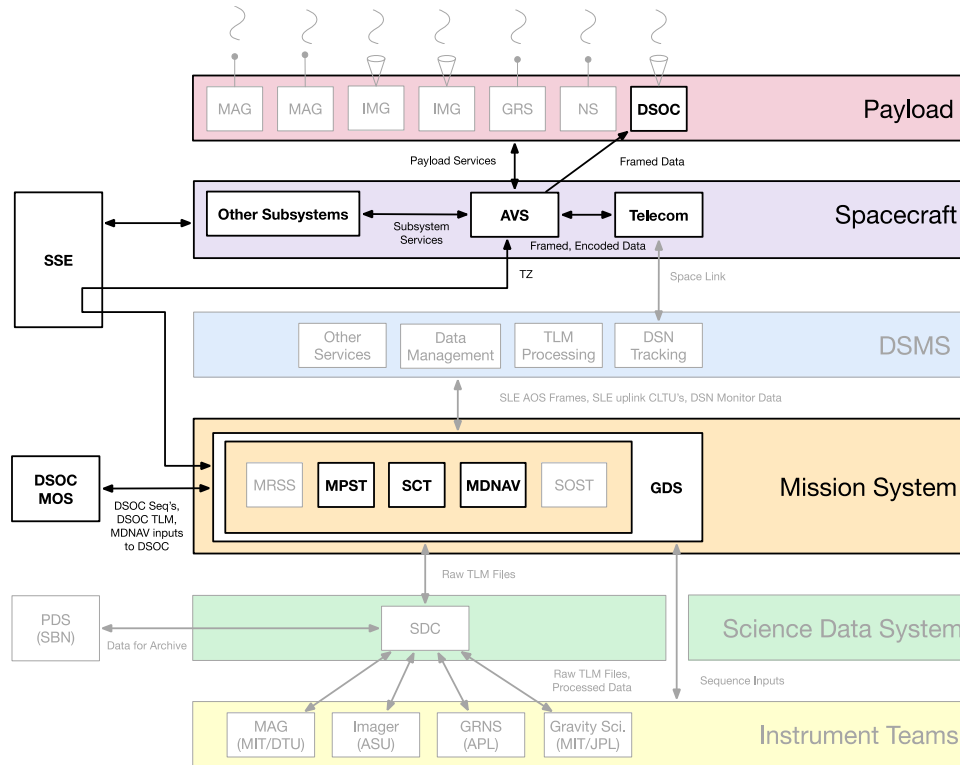 MAG
MAG
IMG
IMG
GRS
NS
DSOC
Payload
Payload Services
Framed Data
SSE
Other Subsystems
Subsystem
Services
AVS
Framed, Encoded Data
Telecom
Spacecraft
TZ
Space Link
Other
Services
Data
Management
TLM
Processing
DSN
Tracking
DSMS
SLE AOS Frames, SLE uplink CLTU's, DSN Monitor Data
DSOC
MOS
DSOC Seq's,
DSOC TLM,
MDNAV inputs
to DSOC
MRSS
MPST
SCT
MDNAV
SOST
GDS
Mission System
Raw TLM Files
PDS
(SBN)
Data for Archive
SDC
Science Data System
Raw TLM Files,
Processed Data
Sequence Inputs
MAG
(MIT/DTU)
Imager
(ASU)
GRNS
(APL)
Gravity Sci.
(MIT/JPL)
Instrument Teams